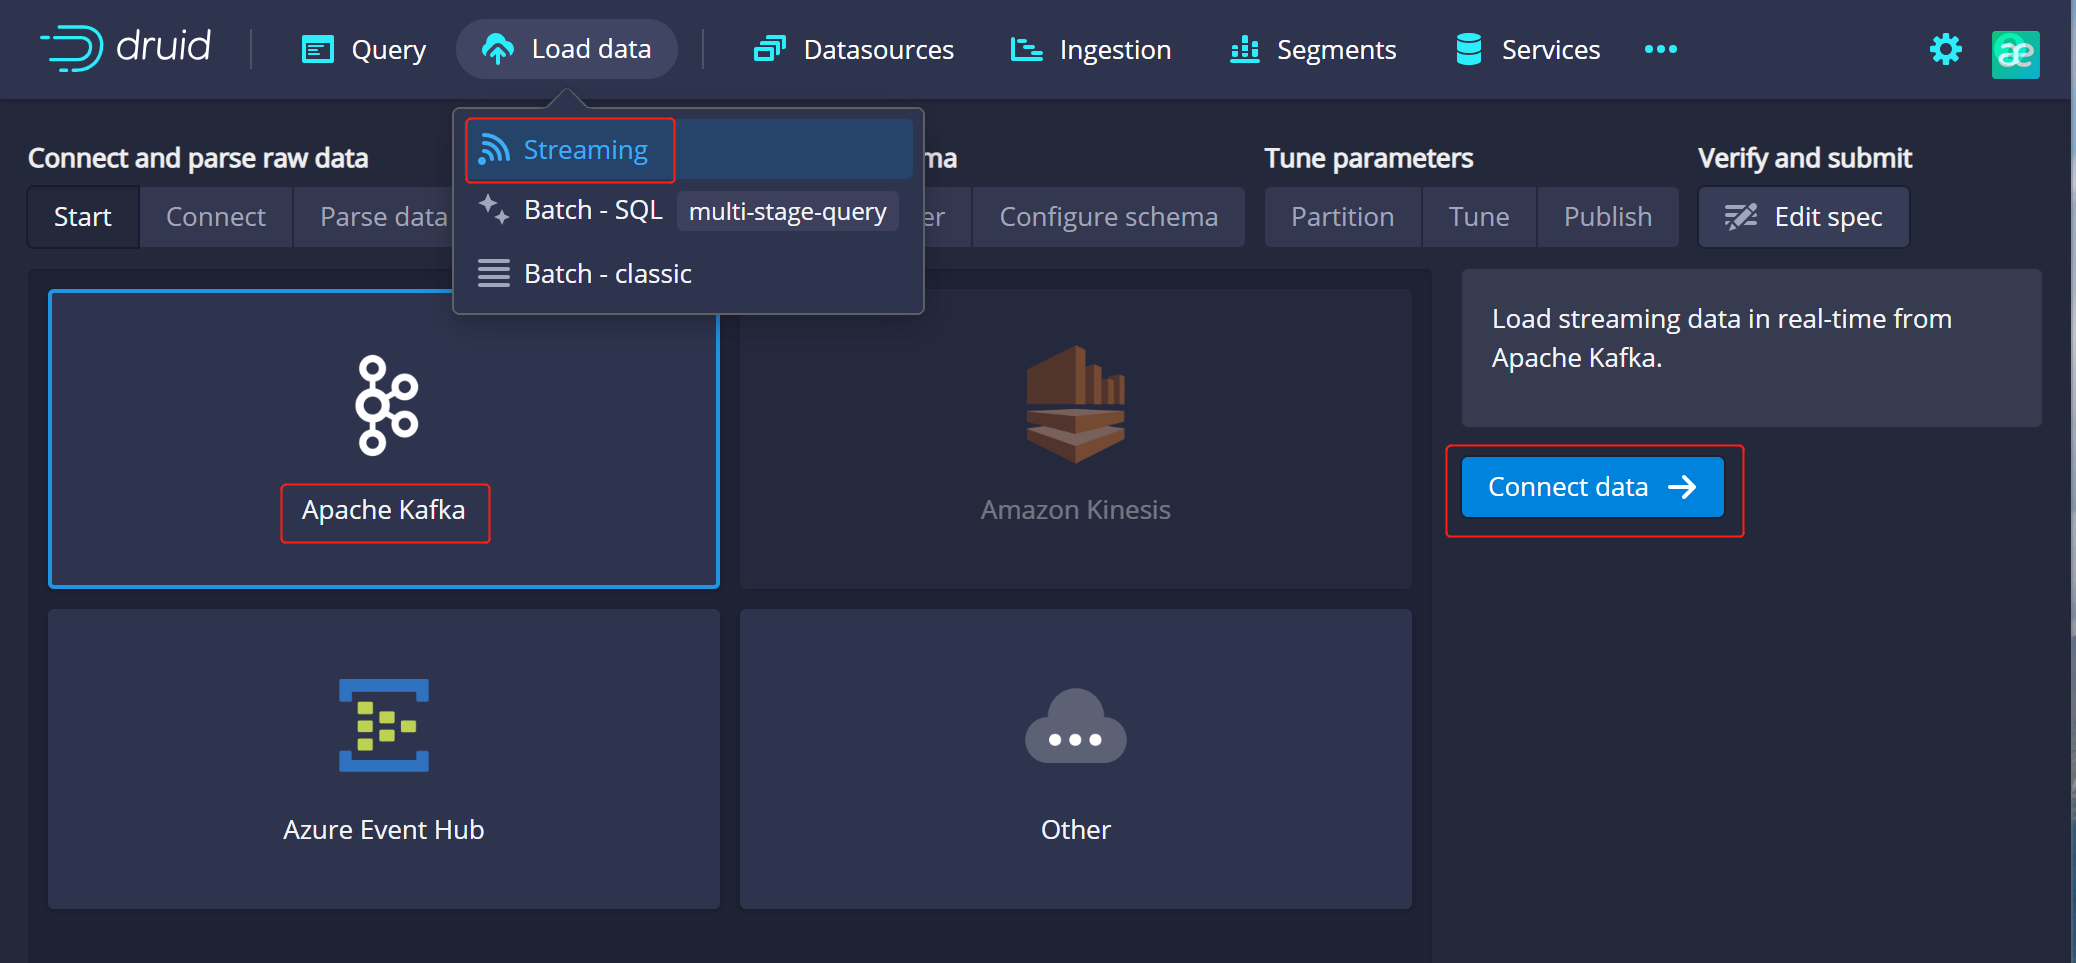 druid
Query
Load data
Datasources
Ingestion
Segments
Services
æ
Streaming
Batch - SQL multi-stage-query
Batch - classic
Connect and parse raw data
Tune parameters
Verify and submit
Start
Connect
Parse data
Configure schema
Partition
Tune
Publish
Edit spec
Apache Kafka
Amazon Kinesis
Azure Event Hub
Other
Load streaming data in real-time from
Apache Kafka.
Connect data